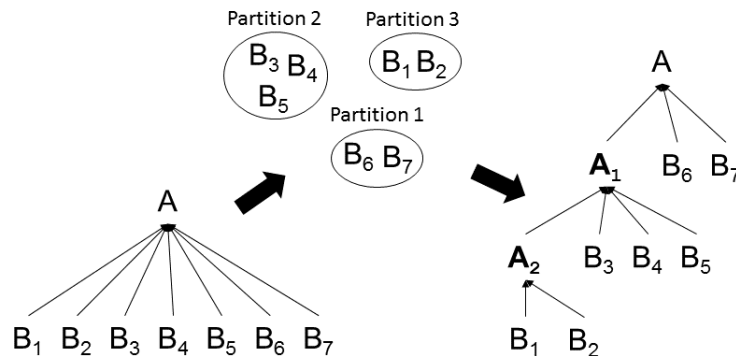 Partition 2
B₃ B₄
B₅
Partition 3
B₁ B₂
Partition 1
B₆ B₇
A
B₁ B₂ B₃ B₄ B₅ B₆ B₇
A
A₁ B₆ B₇
A₂ B₃ B₄ B₅
B₁ B₂